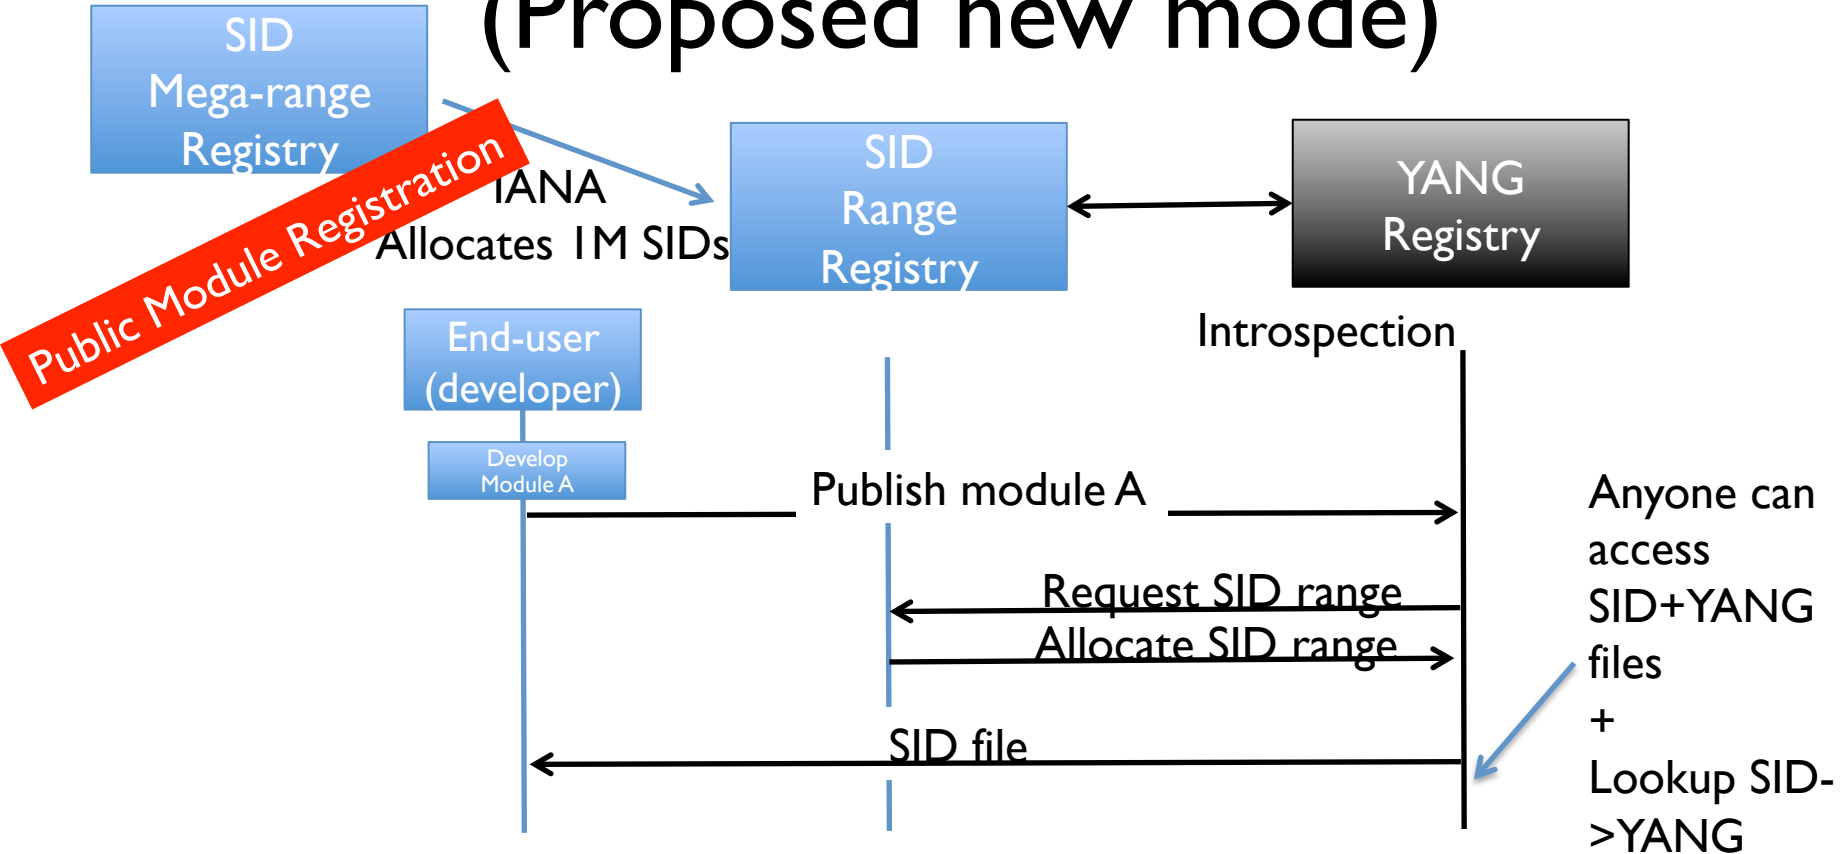 (Proposed new mode)
SID
Mega-range
Registry
Public Module Registration
IANA
Allocates 1M SIDs
SID
Range
Registry
YANG
Registry
End-user
(developer)
Introspection
Develop
Module A
Publish module A
Request SID range
Allocate SID range
SID file
Anyone can
access
SID+YANG
files
+
Lookup SID-
>YANG